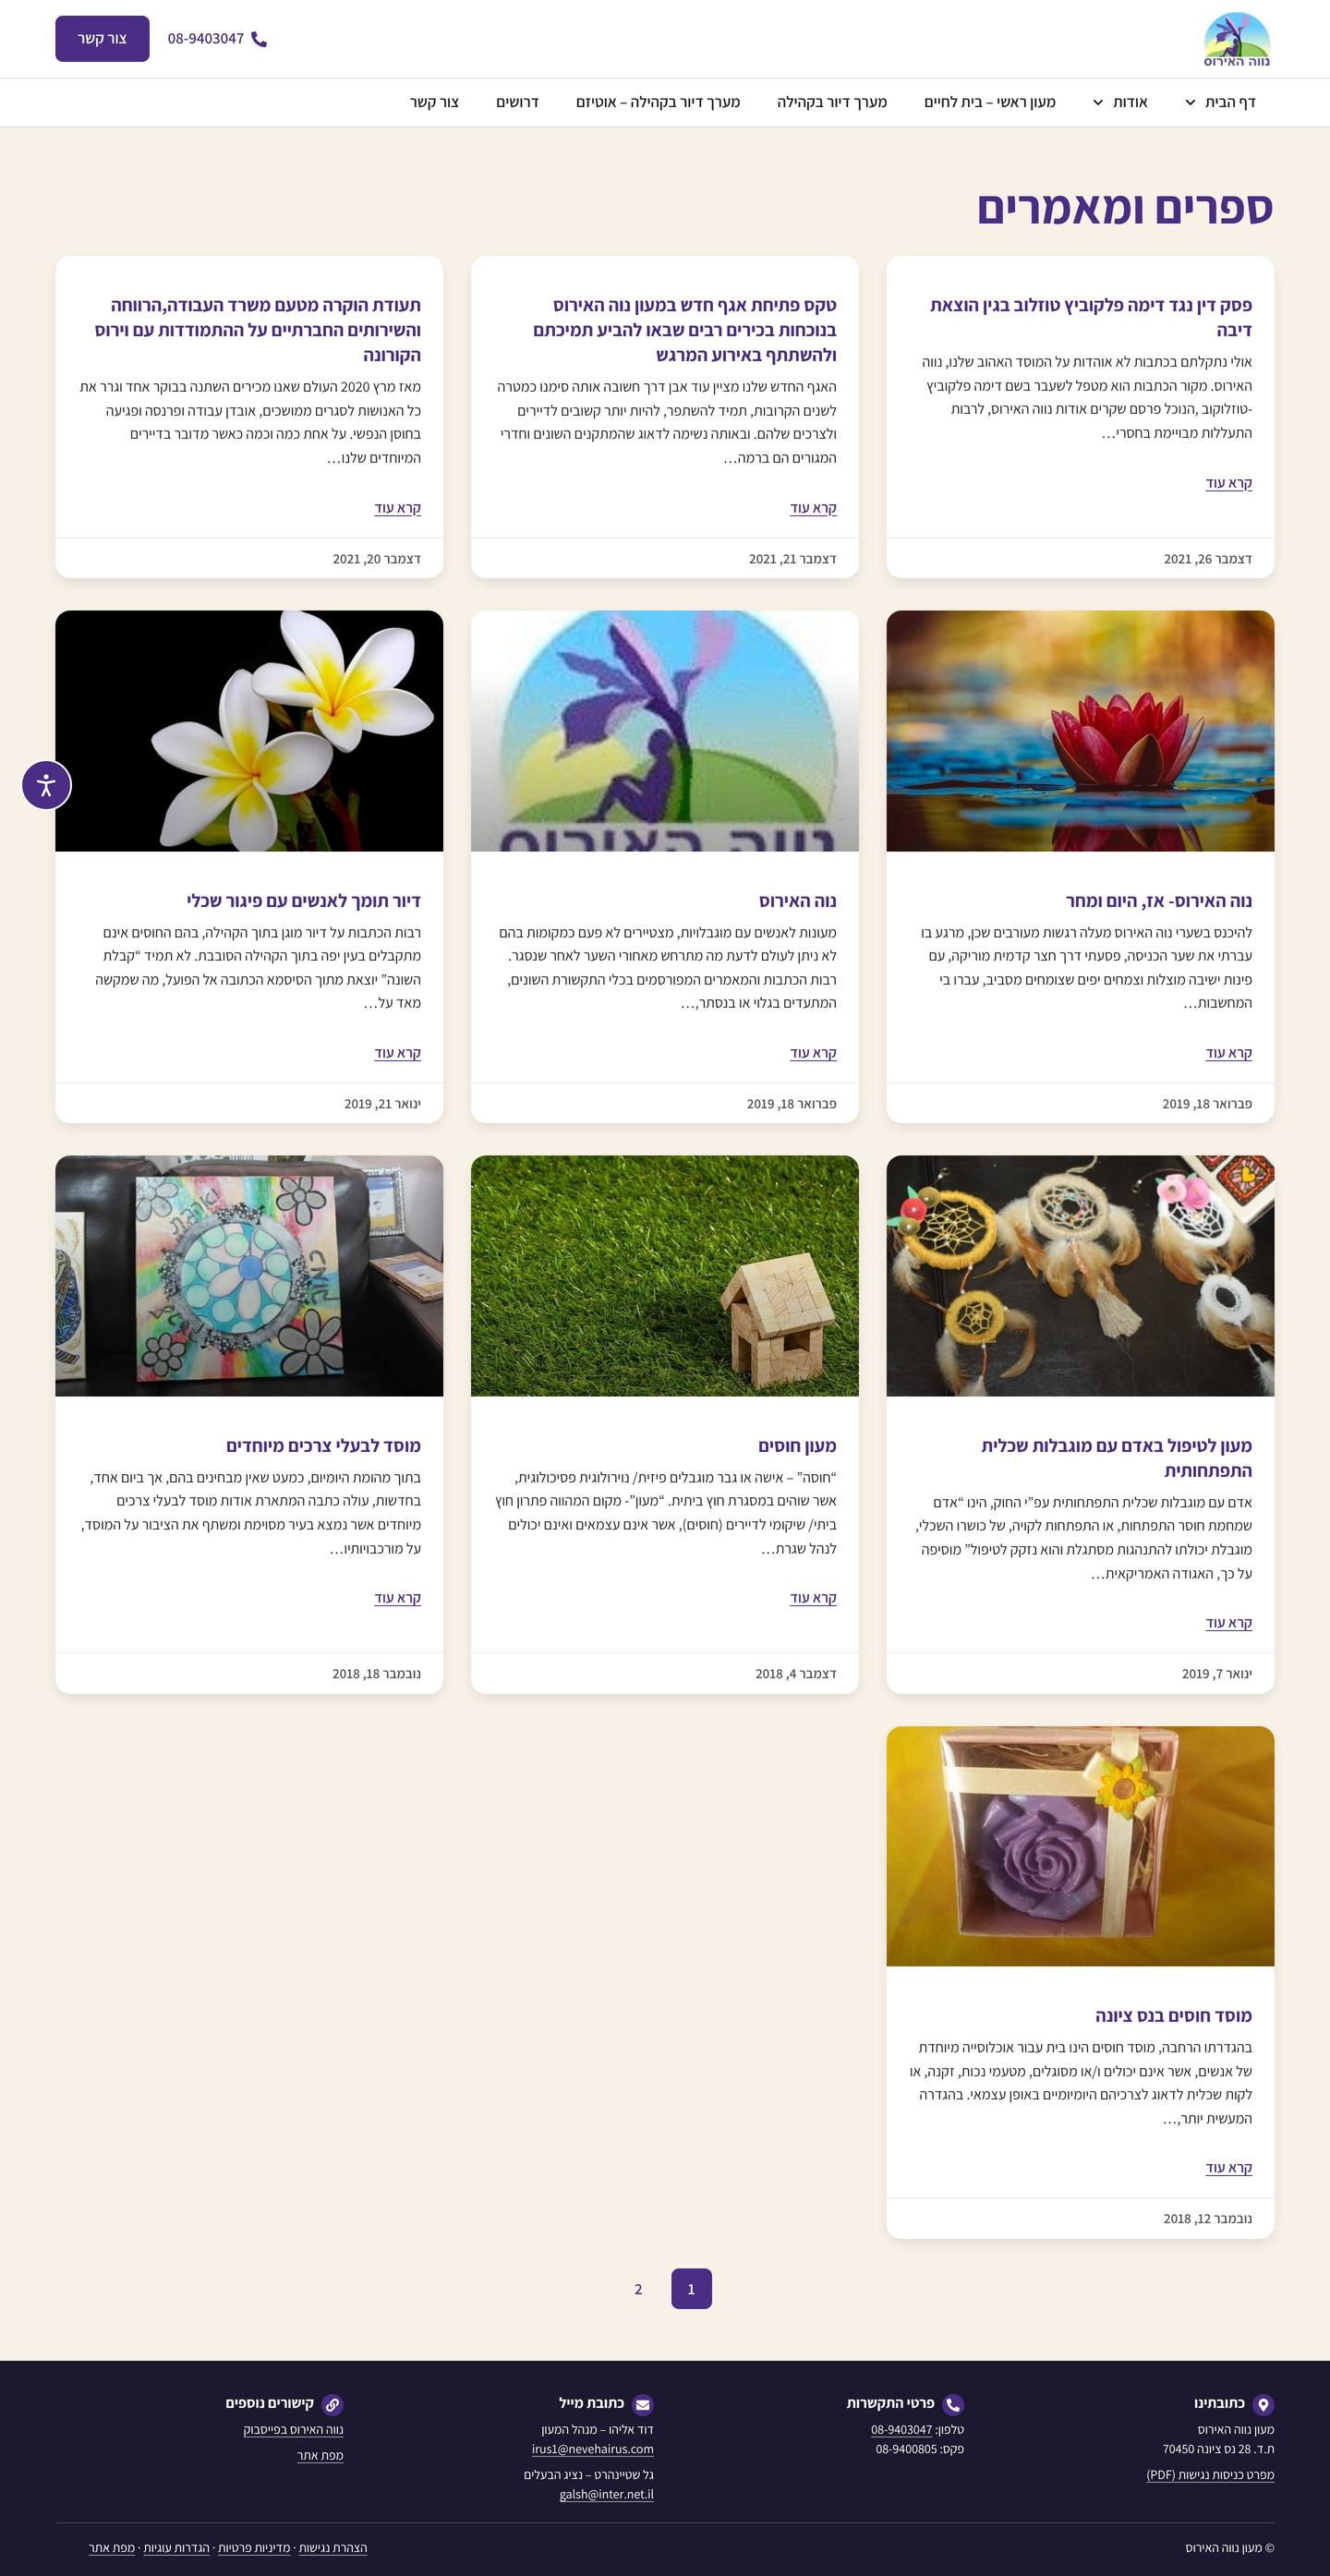 נווה האירוס
08-9403047
צור קשר
דף הבית
אודות
מעון ראשי – בית לחיים
מערך דיור בקהילה
מערך דיור בקהילה – אוטיזם
דרושים
צור קשר
ספרים ומאמרים
פסק דין נגד דימה פלקוביץ טוזלוב בגין הוצאת
דיבה
אולי נתקלתם בכתבות לא אוהדות על המוסד האהוב שלנו, נווה
האירוס. מקור הכתבות הוא מטפל לשעבר בשם דימה פלקוביץ
-טוזלוקוב ,הנוכל פרסם שקרים אודות נווה האירוס, לרבות
התעללות מבויימת בחסרי…
קרא עוד
דצמבר 26, 2021
טקס פתיחת אגף חדש במעון נוה האירוס
בנוכחות בכירים רבים שבאו להביע תמיכתם
ולהשתתף באירוע המרגש
האגף החדש שלנו מציין עוד אבן דרך חשובה אותה סימנו כמטרה
לשנים הקרובות, תמיד להשתפר, להיות יותר קשובים לדיירים
ולצרכים שלהם. ובאותה נשימה לדאוג שהמתקנים השונים וחדרי
המגורים הם ברמה…
קרא עוד
דצמבר 21, 2021
תעודת הוקרה מטעם משרד העבודה,הרווחה
והשירותים החברתיים על ההתמודדות עם וירוס
הקורונה
מאז מרץ 2020 העולם שאנו מכירים השתנה בבוקר אחד וגרר את
כל האנושות לסגרים ממושכים, אובדן עבודה ופרנסה ופגיעה
בחוסן הנפשי. על אחת כמה וכמה כאשר מדובר בדיירים
המיוחדים שלנו…
קרא עוד
דצמבר 20, 2021
נווה האירוס
נוה האירוס- אז, היום ומחר
להיכנס בשערי נוה האירוס מעלה רגשות מעורבים שכן, מרגע בו
עברתי את שער הכניסה, פסעתי דרך חצר קדמית מוריקה, עם
פינות ישיבה מוצלות וצמחים יפים שצומחים מסביב, עברו בי
המחשבות…
קרא עוד
פברואר 18, 2019
נוה האירוס
מעונות לאנשים עם מוגבלויות, מצטיירים לא פעם כמקומות בהם
לא ניתן לעולם לדעת מה מתרחש מאחורי השער לאחר שנסגר.
רבות הכתבות והמאמרים המפורסמים בכלי התקשורת השונים,
המתעדים בגלוי או בנסתר,…
קרא עוד
פברואר 18, 2019
דיור תומך לאנשים עם פיגור שכלי
רבות הכתבות על דיור מוגן בתוך הקהילה, בהם החוסים אינם
מתקבלים בעין יפה בתוך הקהילה הסובבת. לא תמיד “קבלת
השונה” יוצאת מתוך הסיסמא הכתובה אל הפועל, מה שמקשה
מאד על…
קרא עוד
ינואר 21, 2019
מעון לטיפול באדם עם מוגבלות שכלית
התפתחותית
אדם עם מוגבלות שכלית התפתחותית עפ”י החוק, הינו “אדם
שמחמת חוסר התפתחות, או התפתחות לקויה, של כושרו השכלי,
מוגבלת יכולתו להתנהגות מסתגלת והוא נזקק לטיפול” מוסיפה
על כך, האגודה האמריקאית…
קרא עוד
ינואר 7, 2019
מעון חוסים
“חוסה” – אישה או גבר מוגבלים פיזית/ נוירולוגית פסיכולוגית,
אשר שוהים במסגרת חוץ ביתית. “מעון”- מקום המהווה פתרון חוץ
ביתי/ שיקומי לדיירים (חוסים), אשר אינם עצמאים ואינם יכולים
לנהל שגרת…
קרא עוד
דצמבר 4, 2018
מוסד לבעלי צרכים מיוחדים
בתוך מהומת היומיום, כמעט שאין מבחינים בהם, אך ביום אחד,
בחדשות, עולה כתבה המתארת אודות מוסד לבעלי צרכים
מיוחדים אשר נמצא בעיר מסוימת ומשתף את הציבור על המוסד,
על מורכבויותיו…
קרא עוד
נובמבר 18, 2018
מוסד חוסים בנס ציונה
בהגדרתו הרחבה, מוסד חוסים הינו בית עבור אוכלוסייה מיוחדת
של אנשים, אשר אינם יכולים ו/או מסוגלים, מטעמי נכות, זקנה, או
לקות שכלית לדאוג לצרכיהם היומיומיים באופן עצמאי. בהגדרה
המעשית יותר,…
קרא עוד
נובמבר 12, 2018
1
2
כתובתינו
מעון נווה האירוס
ת.ד. 28 נס ציונה 70450
מפרט כניסות נגישות (PDF)
פרטי התקשרות
טלפון: 08-9403047
פקס: 08-9400805
כתובת מייל
דוד אליהו – מנהל המעון
irus1@nevehairus.com
גל שטיינהרט – נציג הבעלים
galsh@inter.net.il
קישורים נוספים
נווה האירוס בפייסבוק
מפת אתר
© מעון נווה האירוס
הצהרת נגישות · מדיניות פרטיות · הגדרות עוגיות · מפת אתר